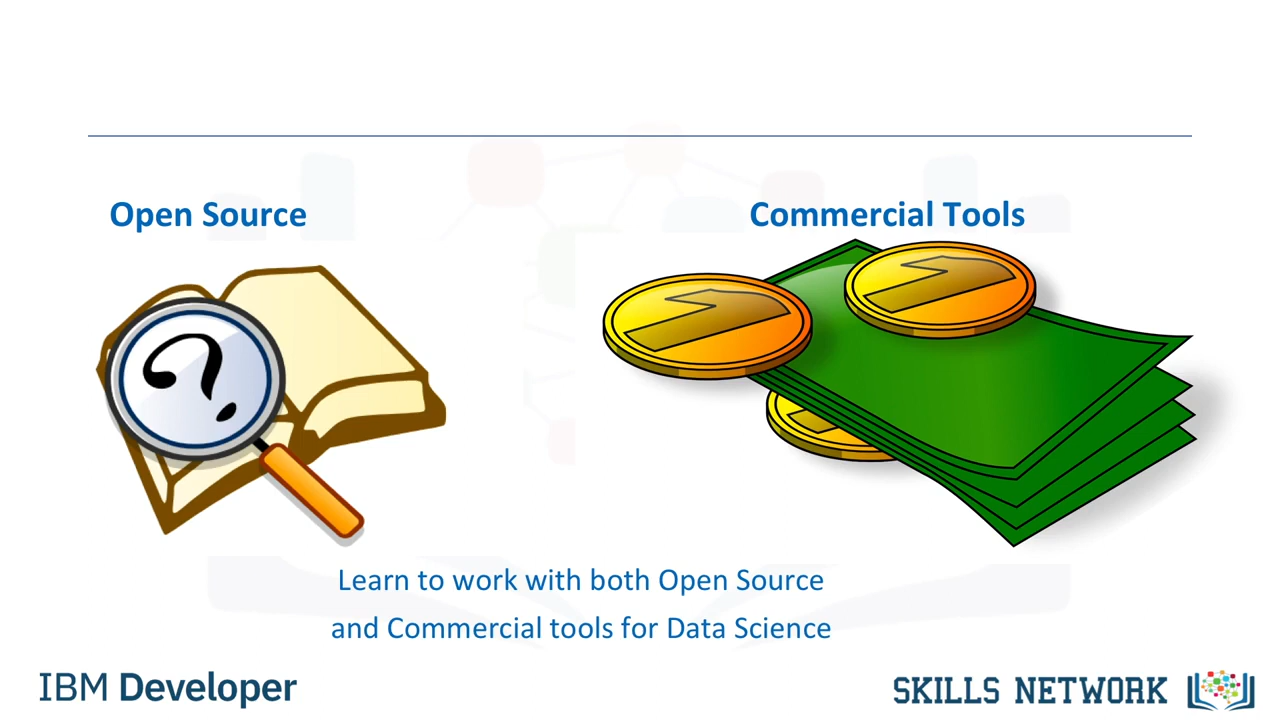 Open Source
Commercial Tools
?
Learn to work with both Open Source
and Commercial tools for Data Science
IBM Developer
SKILLS NETWORK